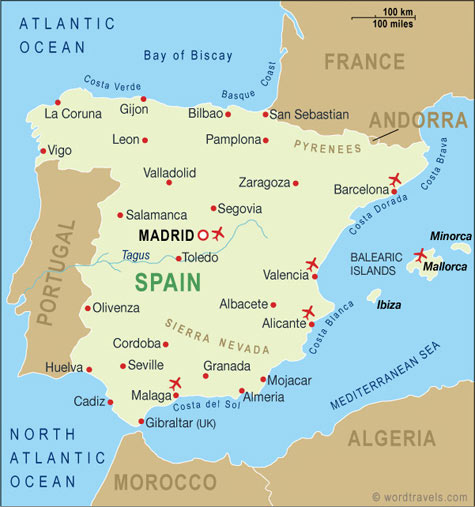 100 km
100 miles
ATLANTIC
OCEAN
Bay of Biscay
FRANCE
Costa Verde
Basque Coast
La Coruna
Gijon
Bilbao
San Sebastian
ANDORRA
Vigo
Leon
Pamplona
PYRENEES
Costa Brava
Valladolid
Zaragoza
Barcelona
Costa Dorada
Salamanca
Segovia
MADRID
Minorca
BALEARIC
ISLANDS
Mallorca
PORTUGAL
Tagus
Toledo
SPAIN
Valencia
Ibiza
Olivenza
Albacete
Alicante
Costa Blanca
SIERRA NEVADA
Cordoba
MEDITERRANEAN SEA
Huelva
Seville
Granada
Mojacar
Malaga
Almeria
Cadiz
Costa del Sol
Gibraltar (UK)
NORTH
ATLANTIC
OCEAN
ALGERIA
MOROCCO
© wordtravels.com